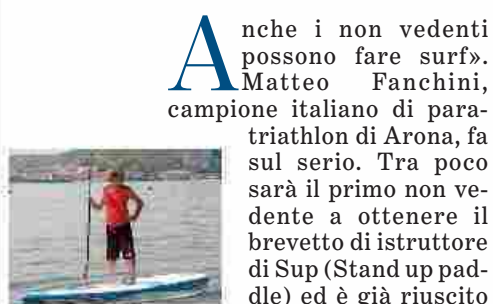 Anche i non vedenti
possono fare surf».
Matteo Fanchini,
campione italiano di para-
triathlon di Arona, fa
sul serio. Tra poco
sarà il primo non ve-
dente a ottenere il
brevetto di istruttore
di Sup (Stand up pad-
dle) ed è già riuscito